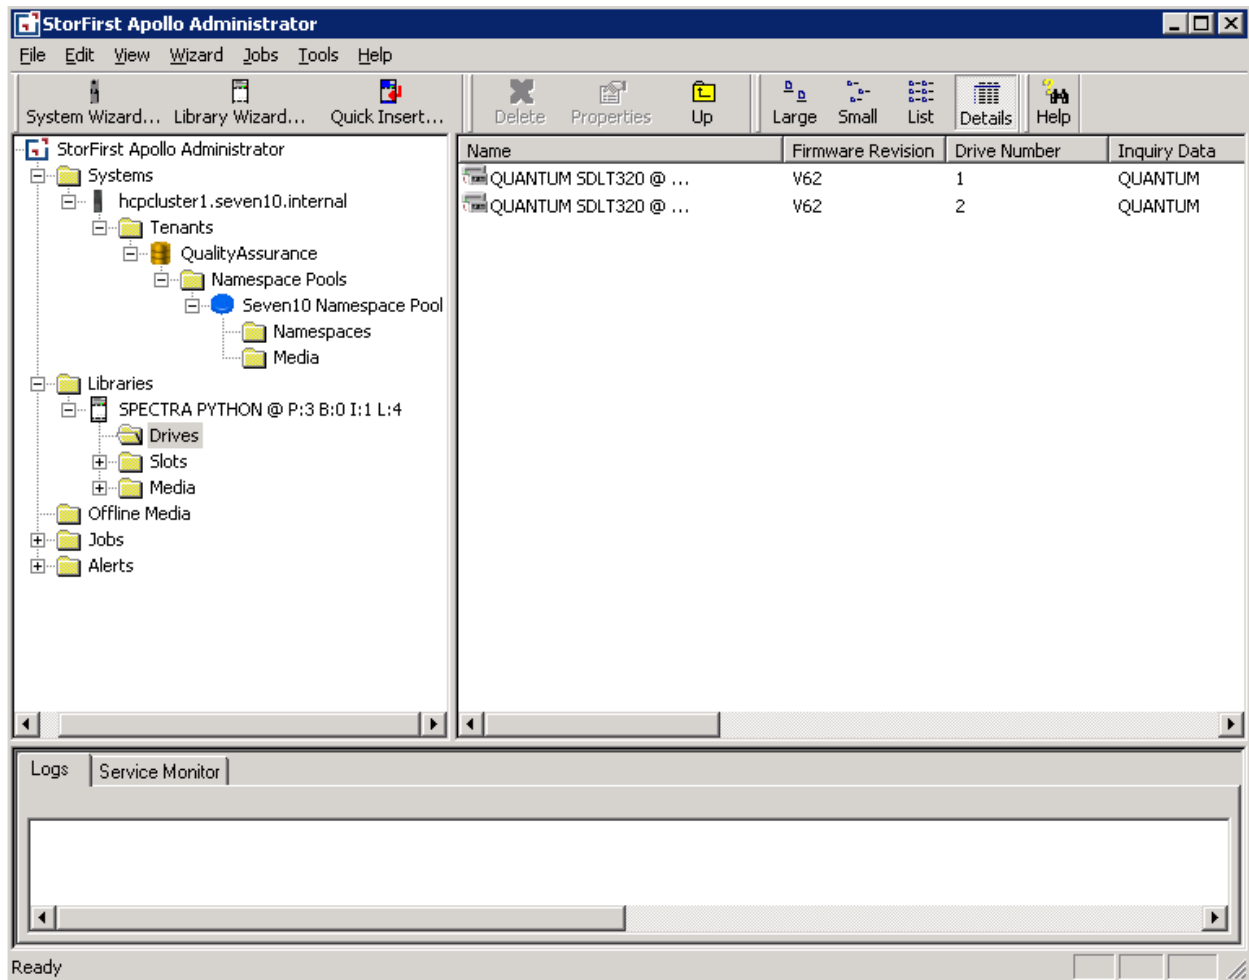 StorFirst Apollo Administrator
File Edit View Wizard Jobs Tools Help
System Wizard... Library Wizard... Quick Insert... Delete Properties Up Large Small List Details Help
StorFirst Apollo Administrator
Systems
hcpcluster1.seven10.internal
Tenants
QualityAssurance
Namespace Pools
Seven10 Namespace Pool
Namespaces
Media
Libraries
SPECTRA PYTHON @ P:3 B:0 I:1 L:4
Drives
Slots
Media
Offline Media
Jobs
Alerts
Name Firmware Revision Drive Number Inquiry Data
QUANTUM SDLT320 @ ... V62 1 QUANTUM
QUANTUM SDLT320 @ ... V62 2 QUANTUM
Logs Service Monitor
Ready